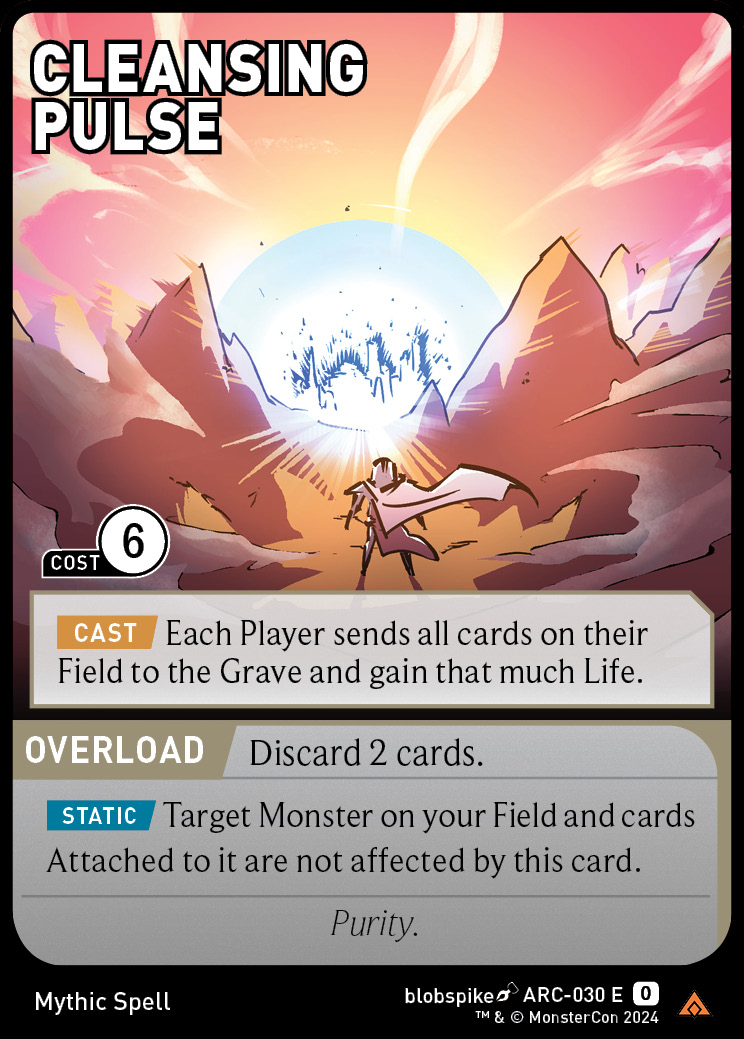 CLEANSING
PULSE
COST 6
CAST Each Player sends all cards on their
Field to the Grave and gain that much Life.
OVERLOAD Discard 2 cards.
STATIC Target Monster on your Field and cards
Attached to it are not affected by this card.
Purity.
Mythic Spell
blobspike ARC-030 E 0
™ & © MonsterCon 2024